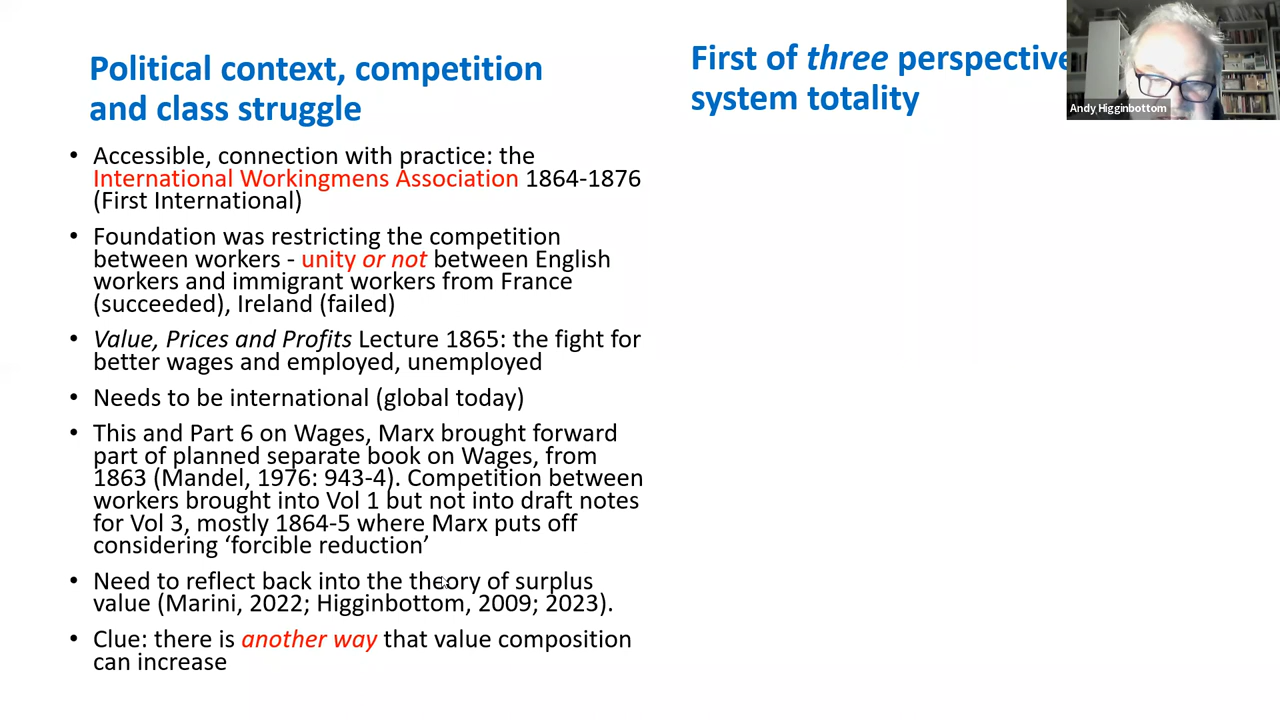 Political context, competition
and class struggle
• Accessible, connection with practice: the
International Workingmens Association 1864-1876
(First International)
• Foundation was restricting the competition
between workers - unity or not between English
workers and immigrant workers from France
(succeeded), Ireland (failed)
• Value, Prices and Profits Lecture 1865: the fight for
better wages and employed, unemployed
• Needs to be international (global today)
• This and Part 6 on Wages, Marx brought forward
part of planned separate book on Wages, from
1863 (Mandel, 1976: 943-4). Competition between
workers brought into Vol 1 but not into draft notes
for Vol 3, mostly 1864-5 where Marx puts off
considering ‘forcible reduction’
• Need to reflect back into the theory of surplus
value (Marini, 2022; Higginbottom, 2009; 2023).
• Clue: there is another way that value composition
can increase
First of three perspective
system totality
Andy Higginbottom